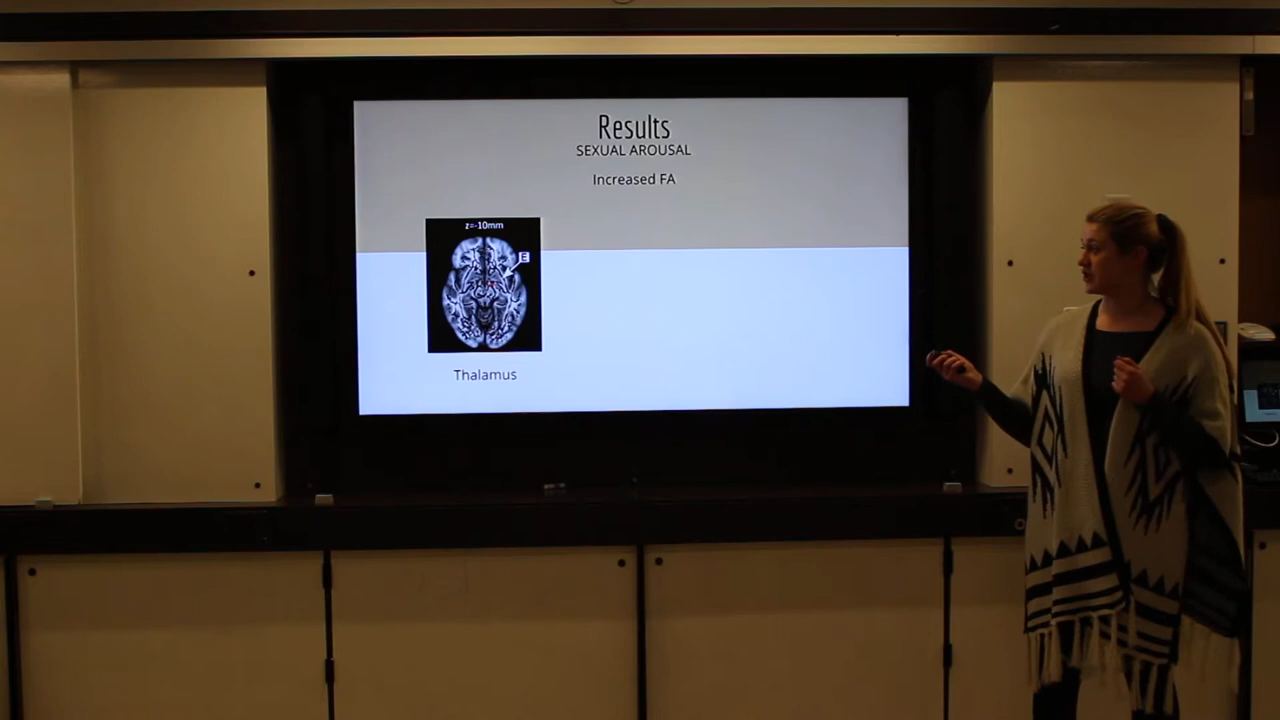 Results
SEXUAL AROUSAL
Increased FA
z=-10mm
E
Thalamus